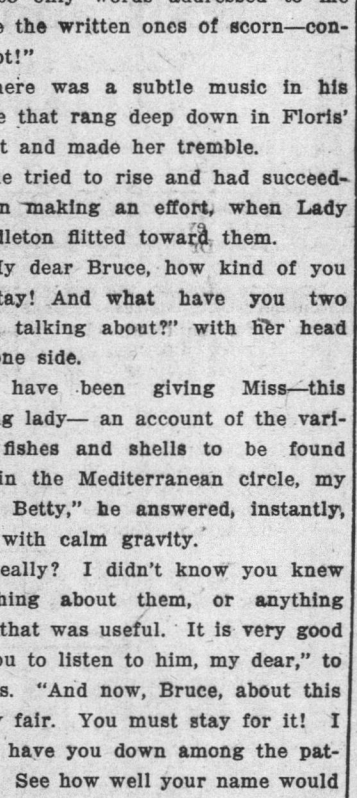 only words addressed to me
the written ones of scorn—con-
pt!"
ere was a subtle music in his
e that rang deep down in Floris'
t and made her tremble.
e tried to rise and had succeed-
n making an effort, when Lady
dleton flitted toward them.
y dear Bruce, how kind of you
tay! And what have you two
talking about?" with her head
one side.
have been giving Miss—this
g lady— an account of the vari-
fishes and shells to be found
in the Mediterranean circle, my
Betty," he answered, instantly,
with calm gravity.
eally? I didn't know you knew
hing about them, or anything
that was useful. It is very good
ou to listen to him, my dear," to
s. "And now, Bruce, about this
y fair. You must stay for it! I
have you down among the pat-
See how well your name would